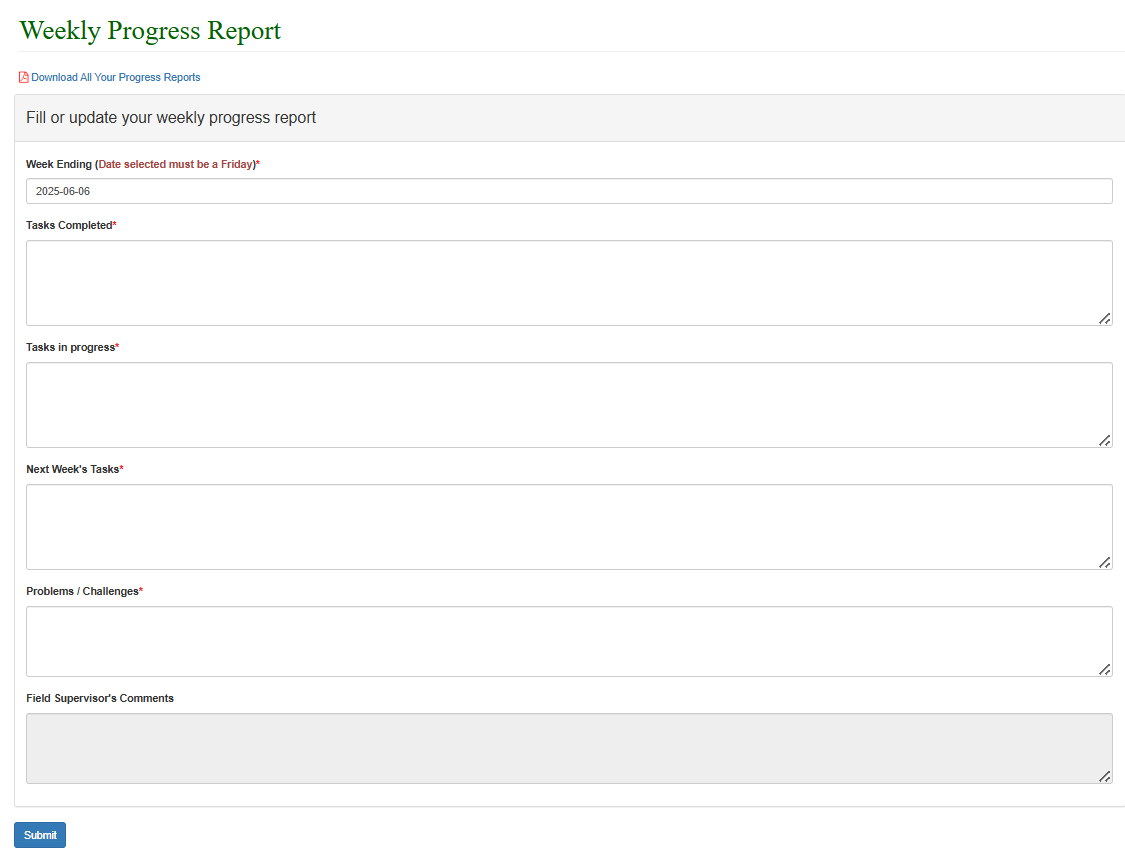 Weekly Progress Report
Download All Your Progress Reports
Fill or update your weekly progress report
Week Ending (Date selected must be a Friday)*
2025-06-06
Tasks Completed*
Tasks in progress*
Next Week's Tasks*
Problems / Challenges*
Field Supervisor's Comments
Submit